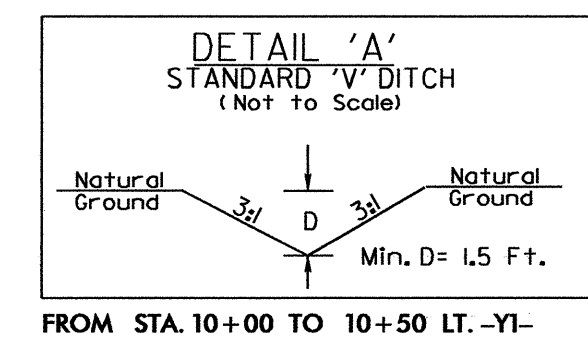 DETAIL 'A'
STANDARD 'V' DITCH
(Not to Scale)
Natural
Ground
3:1
D
3:1
Natural
Ground
Min. D= 1.5 Ft.
FROM STA. 10+00 TO 10+50 LT. -Y1-